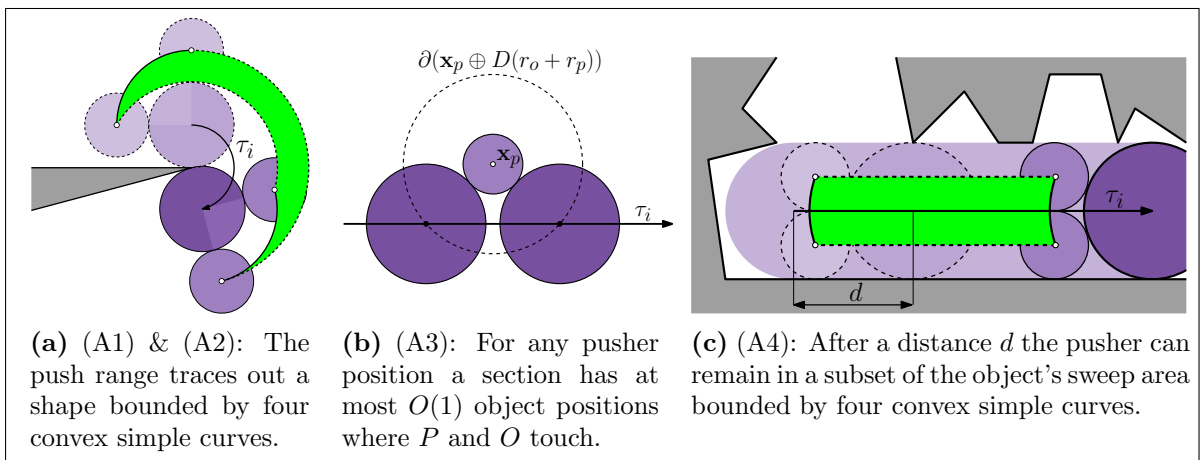 τᵢ
∂(xₚ ⊕ D(rₒ + rₚ))
xₚ
τᵢ
τᵢ
d
(a) (A1) & (A2): The
push range traces out a
shape bounded by four
convex simple curves.
(b) (A3): For any pusher
position a section has at
most O(1) object positions
where P and O touch.
(c) (A4): After a distance d the pusher can
remain in a subset of the object's sweep area
bounded by four convex simple curves.